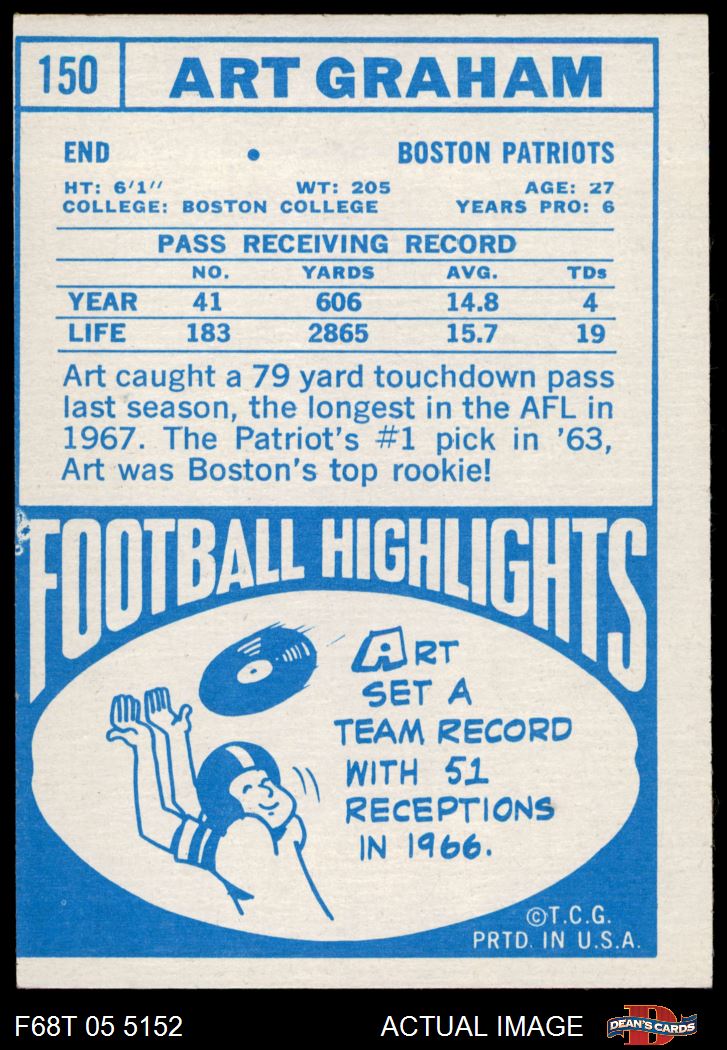 150 ART GRAHAM
END • BOSTON PATRIOTS
HT: 6'1" WT: 205 AGE: 27
COLLEGE: BOSTON COLLEGE YEARS PRO: 6
PASS RECEIVING RECORD
NO. YARDS AVG. TDs
YEAR 41 606 14.8 4
LIFE 183 2865 15.7 19
Art caught a 79 yard touchdown pass
last season, the longest in the AFL in
1967. The Patriot's #1 pick in '63,
Art was Boston's top rookie!
FOOTBALL HIGHLIGHTS
ART
SET A
TEAM RECORD
WITH 51
RECEPTIONS
IN 1966.
©T.C.G.
PRTD. IN U.S.A.
F68T 05 5152 ACTUAL IMAGE D DEAN'S CARDS